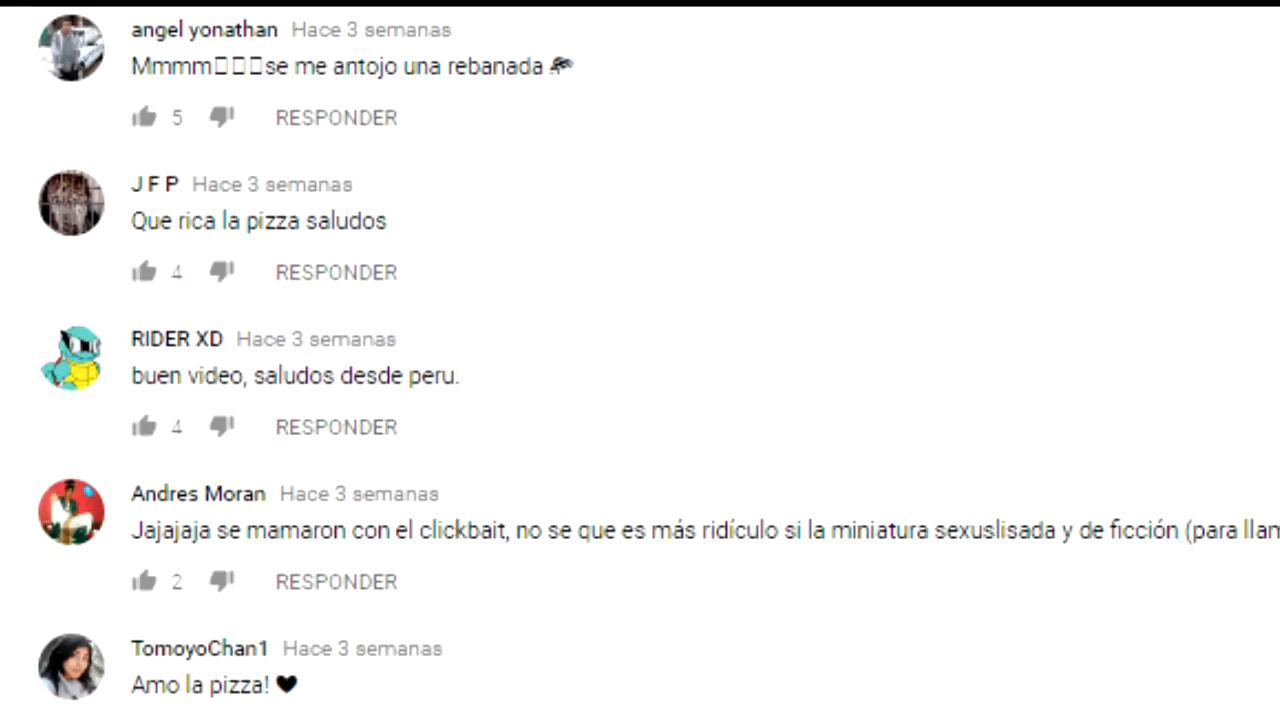 angel yonathan Hace 3 semanas
Mmmm□□□se me antojo una rebanada 🍕
5 RESPONDER
J F P Hace 3 semanas
Que rica la pizza saludos
4 RESPONDER
RIDER XD Hace 3 semanas
buen video, saludos desde peru.
4 RESPONDER
Andres Moran Hace 3 semanas
Jajajaja se mamaron con el clickbait, no se que es más ridículo si la miniatura sexuslisada y de ficción (para llam
2 RESPONDER
TomoyoChan1 Hace 3 semanas
Amo la pizza! ♥